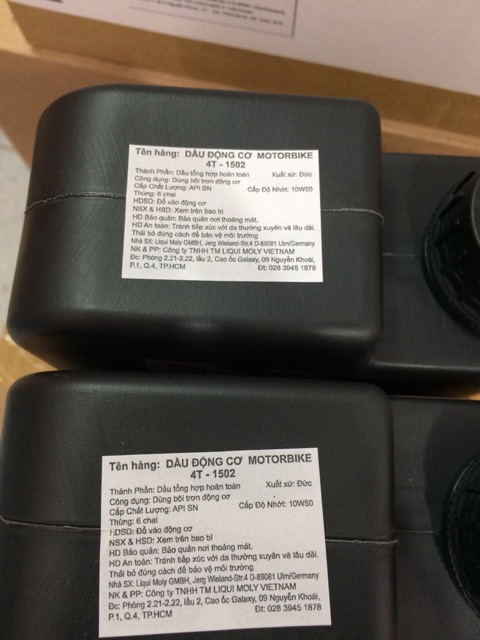 Tên hàng: DẦU ĐỘNG CƠ MOTORBIKE
4T - 1502
Thành Phần: Dầu tổng hợp hoàn toàn Xuất xứ: Đức
Công dụng: Dùng bôi trơn động cơ
Cấp Chất Lượng: API SN Cấp Độ Nhớt: 10W50
Thùng: 6 chai
HDSD: Đổ vào động cơ
NSX & HSD: Xem trên bao bì
HD Bảo quản: Bảo quản nơi thoáng mát.
HD An toàn: Tránh tiếp xúc với da thường xuyên và lâu dài.
Thải bỏ đúng cách để bảo vệ môi trường
Nhà SX: Liqui Moly GMBH, Jerg Wieland-Str.4 D-89081 Ulm/Germany
NK & PP: Công ty TNHH TM LIQUI MOLY VIETNAM
Đc: Phòng 2.21-2.22, lầu 2, Cao ốc Galaxy, 09 Nguyễn Khoái,
P.1, Q.4, TP.HCM Đt: 028 3945 1878
Tên hàng: DẦU ĐỘNG CƠ MOTORBIKE
4T - 1502
Thành Phần: Dầu tổng hợp hoàn toàn Xuất xứ: Đức
Công dụng: Dùng bôi trơn động cơ
Cấp Chất Lượng: API SN Cấp Độ Nhớt: 10W50
Thùng: 6 chai
HDSD: Đổ vào động cơ
NSX & HSD: Xem trên bao bì
HD Bảo quản: Bảo quản nơi thoáng mát.
HD An toàn: Tránh tiếp xúc với da thường xuyên và lâu dài.
Thải bỏ đúng cách để bảo vệ môi trường
Nhà SX: Liqui Moly GMBH, Jerg Wieland-Str.4 D-89081 Ulm/Germany
NK & PP: Công ty TNHH TM LIQUI MOLY VIETNAM
Đc: Phòng 2.21-2.22, lầu 2, Cao ốc Galaxy, 09 Nguyễn Khoái,
P.1, Q.4, TP.HCM Đt: 028 3945 1878